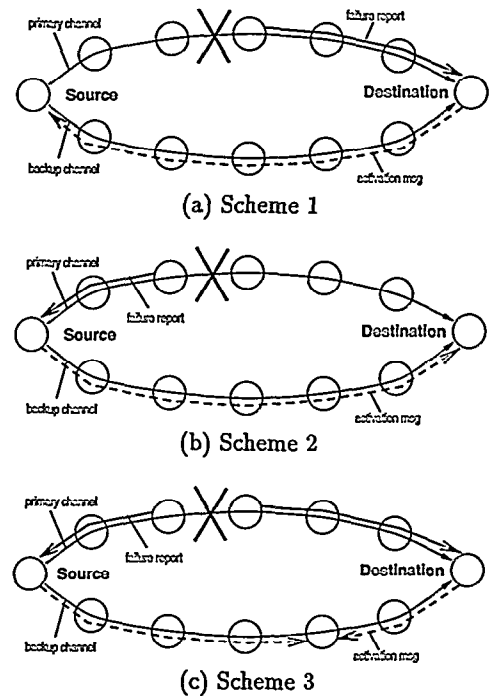 failure report
primary channel
Source
Destination
backup channel
activation msg
(a) Scheme 1
primary channel
failure report
Source
Destination
backup channel
activation msg
(b) Scheme 2
primary channel
failure report
Source
Destination
backup channel
activation msg
(c) Scheme 3